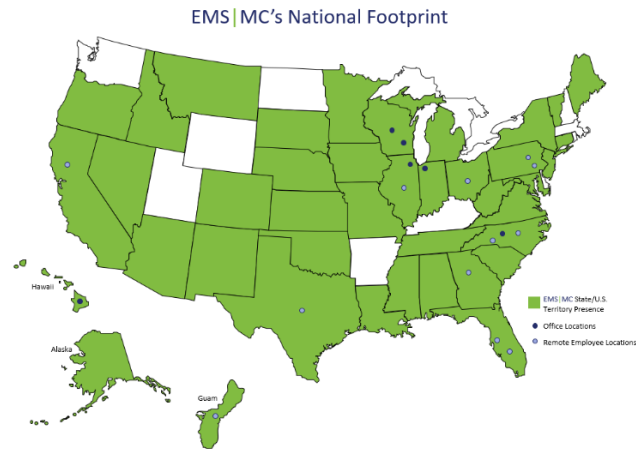 EMS|MC's National Footprint
Hawaii
Alaska
Guam
EMS|MC State/U.S.
Territory Presence
Office Locations
Remote Employee Locations